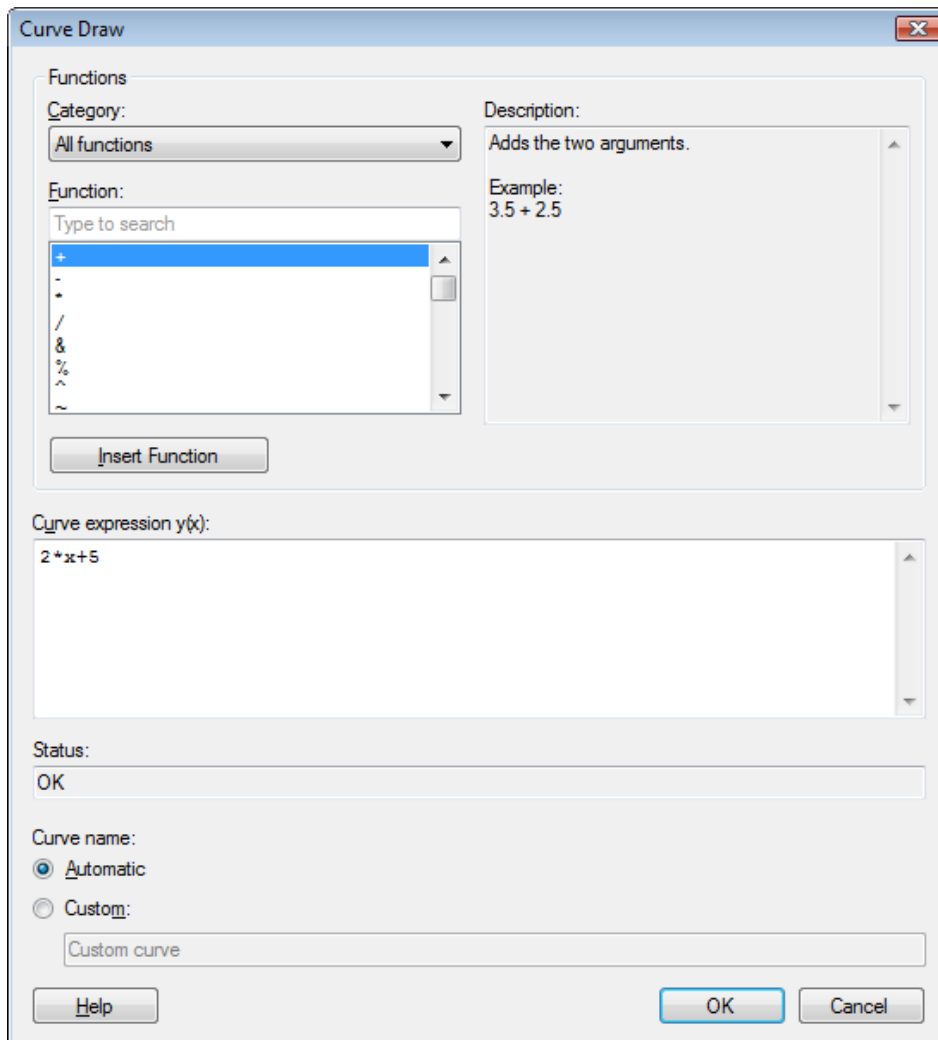 Curve Draw
Functions
Category:
All functions
Function:
Type to search
+
-
*
/
&
%
^
~
Insert Function
Description:
Adds the two arguments.
Example:
3.5 + 2.5
Curve expression y(x):
2*x+5
Status:
OK
Curve name:
Automatic
Custom:
Custom curve
Help
OK
Cancel